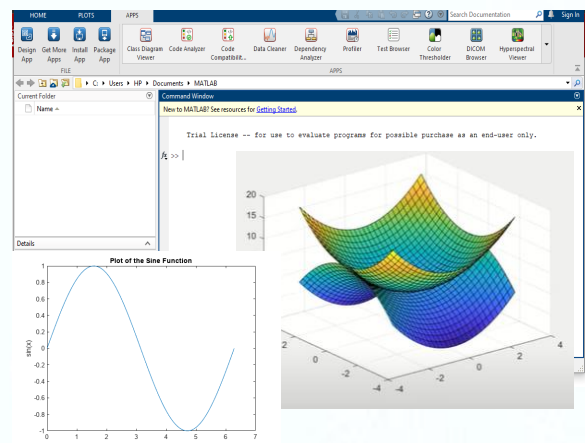 HOME PLOTS APPS
Search Documentation Sign In
Design App Get More Apps Install App Package App Class Diagram Viewer Code Analyzer Code Compatibilit... Data Cleaner Dependency Analyzer Profiler Test Browser Color Thresholder DICOM Browser Hyperspectral Viewer
FILE APPS
C: Users HP Documents MATLAB
Current Folder
Name
Command Window
New to MATLAB? See resources for Getting Started.
Trial License -- for use to evaluate programs for possible purchase as an end-user only.
fx >>
Details
20
15
10
2
0
-2
-4
-4
-2
0
2
4
Plot of the Sine Function
sin(x)
1
0.8
0.6
0.4
0.2
0
-0.2
-0.4
-0.6
-0.8
-1
0 1 2 3 4 5 6 7